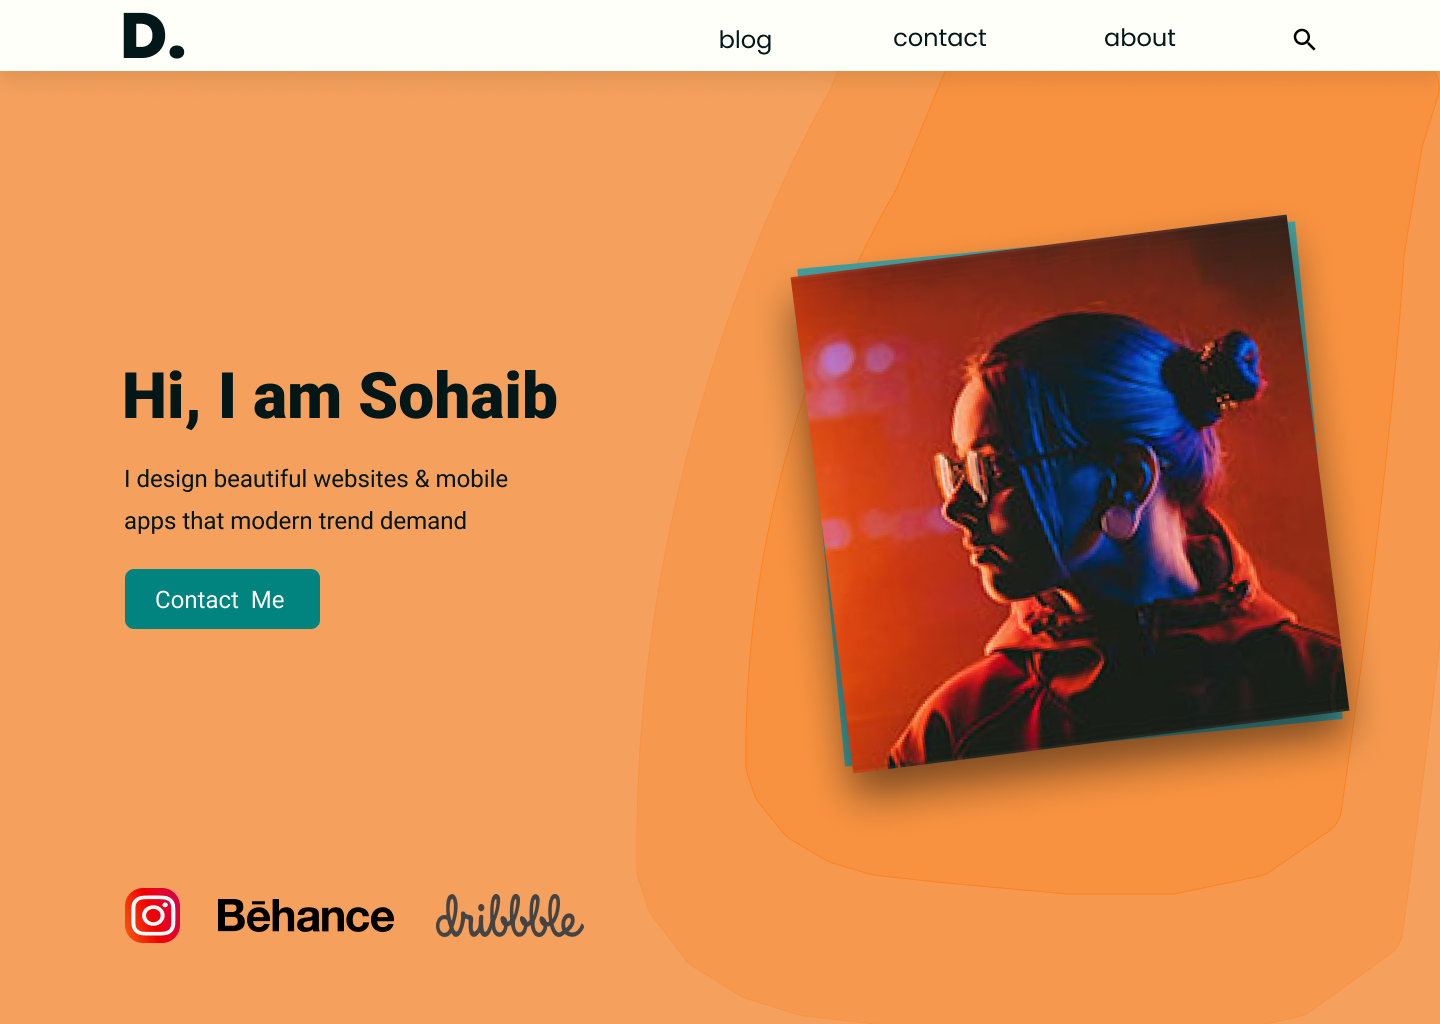 D.
blog
contact
about
Hi, I am Sohaib
I design beautiful websites & mobile
apps that modern trend demand
Contact Me
Bēhance
dribbble